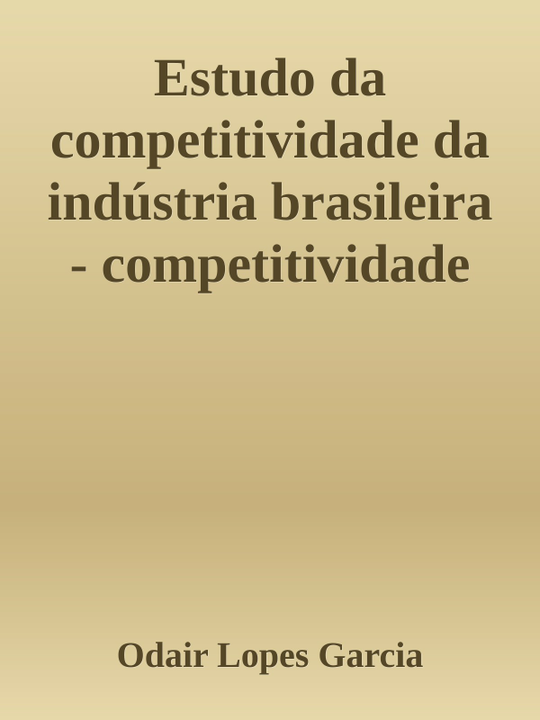 Estudo da
competitividade da
indústria brasileira
- competitividade
Odair Lopes Garcia